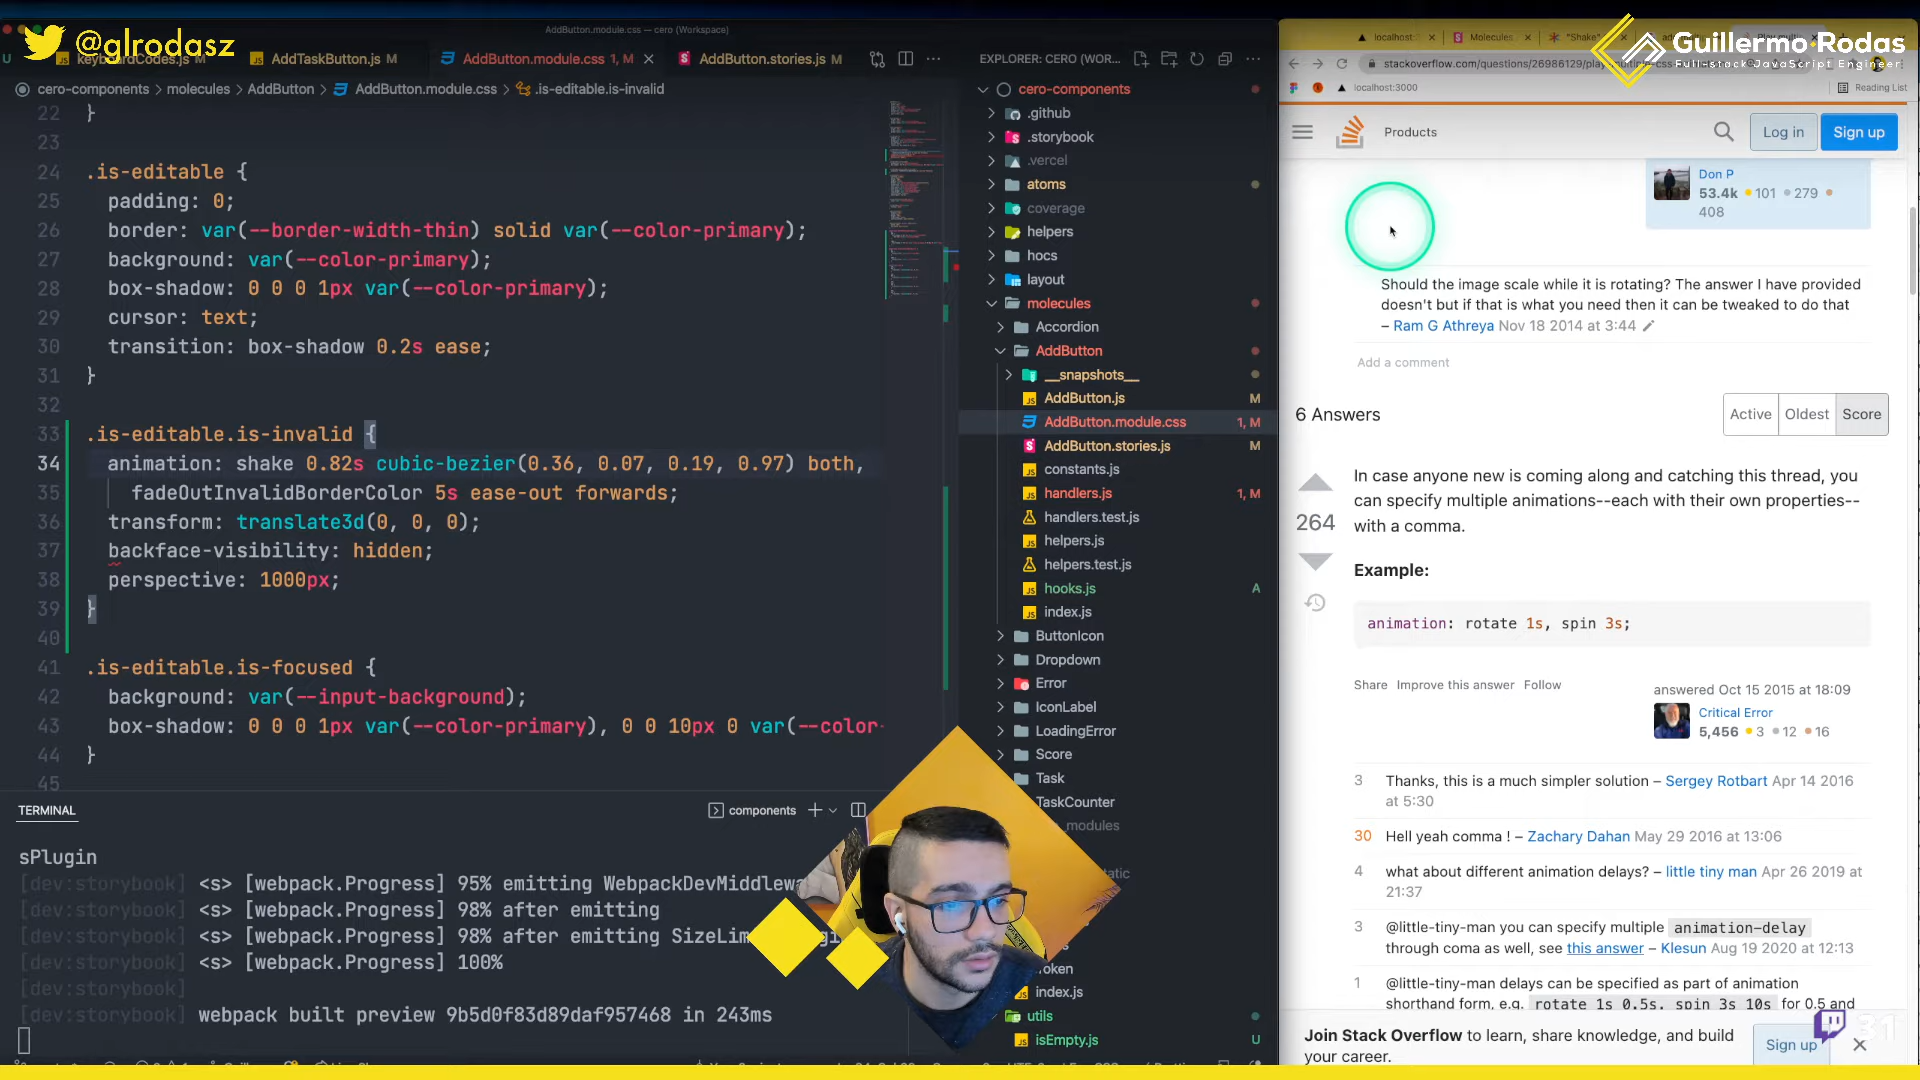 @glrodasz
AddButton.module.css — cero (Workspace)
keyboardCodes.js M
AddTaskButton.js M
AddButton.module.css 1, M
AddButton.stories.js M
cero-components > molecules > AddButton > AddButton.module.css > .is-editable.is-invalid
22 }
23
24 .is-editable {
25 padding: 0;
26 border: var(--border-width-thin) solid var(--color-primary);
27 background: var(--color-primary);
28 box-shadow: 0 0 0 1px var(--color-primary);
29 cursor: text;
30 transition: box-shadow 0.2s ease;
31 }
32
33 .is-editable.is-invalid {
34 animation: shake 0.82s cubic-bezier(0.36, 0.07, 0.19, 0.97) both,
35 fadeOutInvalidBorderColor 5s ease-out forwards;
36 transform: translate3d(0, 0, 0);
37 backface-visibility: hidden;
38 perspective: 1000px;
39 }
40
41 .is-editable.is-focused {
42 background: var(--input-background);
43 box-shadow: 0 0 0 1px var(--color-primary), 0 0 10px 0 var(--color-
44 }
45
TERMINAL
components
sPlugin
[dev:storybook] <s> [webpack.Progress] 95% emitting WebpackDevMiddlewa
[dev:storybook] <s> [webpack.Progress] 98% after emitting
[dev:storybook] <s> [webpack.Progress] 98% after emitting SizeLim
[dev:storybook] <s> [webpack.Progress] 100%
[dev:storybook]
[dev:storybook] webpack built preview 9b5d0f83d89daf957468 in 243ms
EXPLORER: CERO (WOR...
cero-components
.github
.storybook
.vercel
atoms
coverage
helpers
hocs
layout
molecules
Accordion
AddButton
__snapshots__
AddButton.js M
AddButton.module.css 1, M
AddButton.stories.js M
constants.js
handlers.js 1, M
handlers.test.js
helpers.js
helpers.test.js
hooks.js A
index.js
ButtonIcon
Dropdown
Error
IconLabel
LoadingError
Score
Task
TaskCounter
index.js
utils
isEmpty.js U
Guillermo Rodas
Full-stack JavaScript Engineer
stackoverflow.com/questions/26986129/play
localhost:3000
Reading List
Products
Log in
Sign up
Don P
53.4k 101 279
408
Should the image scale while it is rotating? The answer I have provided
doesn't but if that is what you need then it can be tweaked to do that
– Ram G Athreya Nov 18 2014 at 3:44
Add a comment
6 Answers
Active Oldest Score
264
In case anyone new is coming along and catching this thread, you
can specify multiple animations--each with their own properties--
with a comma.
Example:
animation: rotate 1s, spin 3s;
Share Improve this answer Follow
answered Oct 15 2015 at 18:09
Critical Error
5,456 3 12 16
3 Thanks, this is a much simpler solution – Sergey Rotbart Apr 14 2016
at 5:30
30 Hell yeah comma ! – Zachary Dahan May 29 2016 at 13:06
4 what about different animation delays? – little tiny man Apr 26 2019 at
21:37
3 @little-tiny-man you can specify multiple animation-delay
through coma as well, see this answer – Klesun Aug 19 2020 at 12:13
1 @little-tiny-man delays can be specified as part of animation
shorthand form, e.g. rotate 1s 0.5s, spin 3s 10s for 0.5 and
Join Stack Overflow to learn, share knowledge, and build
your career.
Sign up